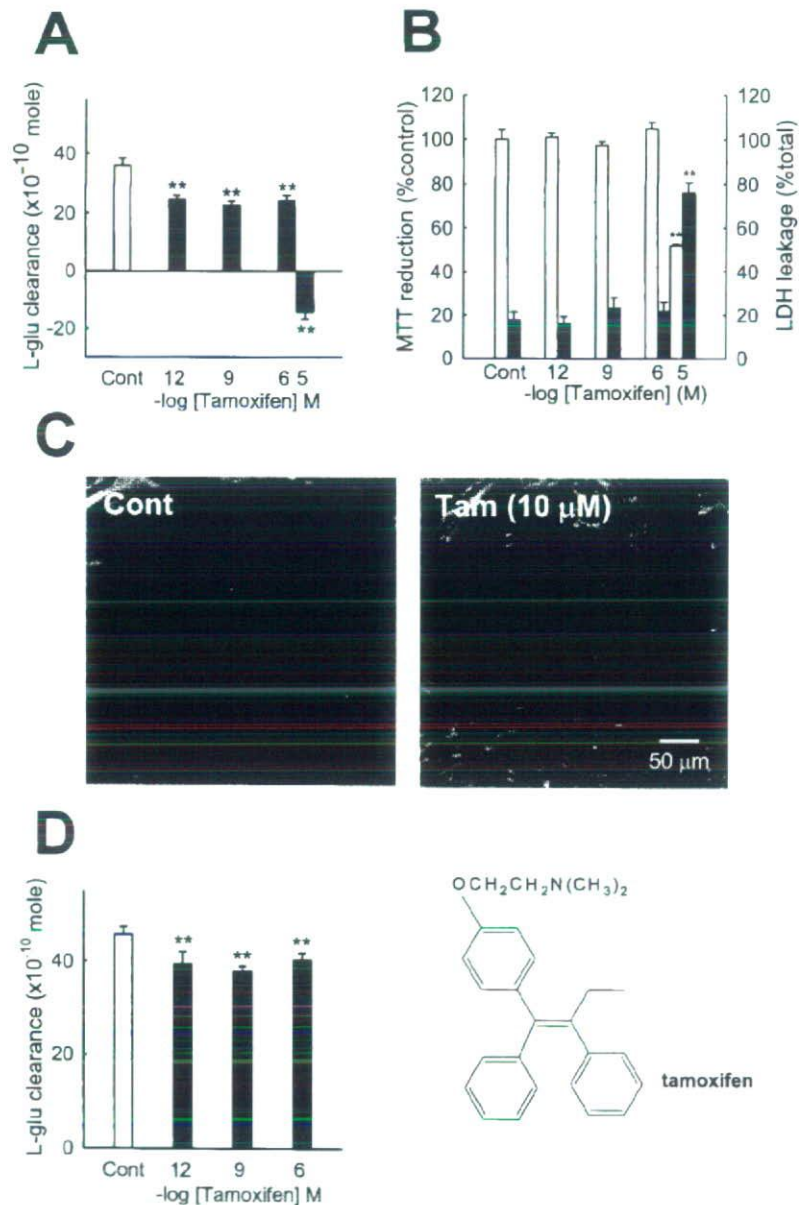 A
L-glu clearance (x10⁻¹⁰ mole)
40
20
0
-20
**
**
**
**
Cont 12 9 6 5
-log [Tamoxifen] M
B
MTT reduction (%control)
120
100
80
60
40
20
0
**
**
LDH leakage (%total)
120
100
80
60
40
20
0
Cont 12 9 6 5
-log [Tamoxifen] (M)
C
Cont
Tam (10 μM)
50 μm
D
L-glu clearance (x10⁻¹⁰ mole)
40
20
0
**
**
**
Cont 12 9 6
-log [Tamoxifen] M
OCH₂CH₂N(CH₃)₂
tamoxifen